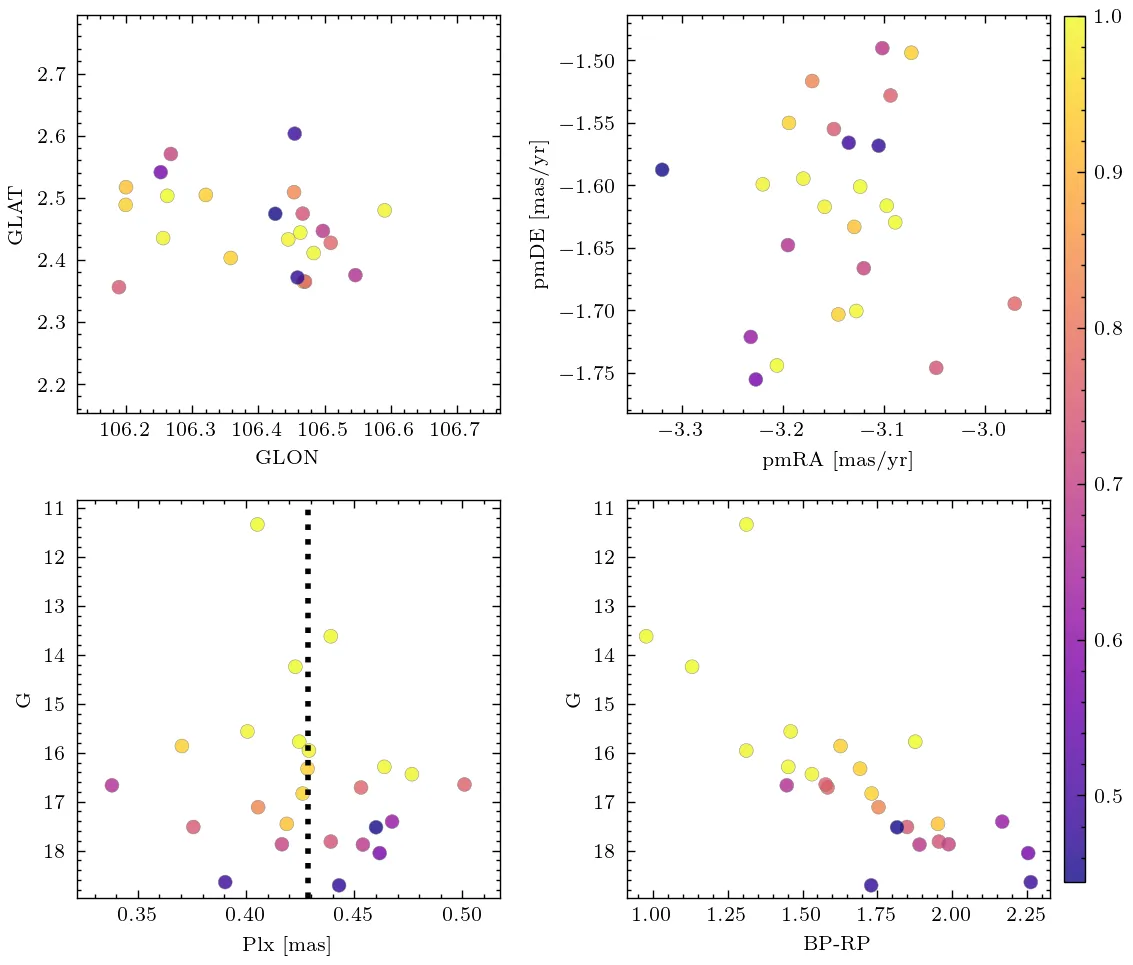 2.7
2.6
2.5
2.4
2.3
2.2
GLAT
106.2 106.3 106.4 106.5 106.6 106.7
GLON
−1.50
−1.55
−1.60
−1.65
−1.70
−1.75
pmDE [mas/yr]
−3.3 −3.2 −3.1 −3.0
pmRA [mas/yr]
11
12
13
14
15
16
17
18
G
0.35 0.40 0.45 0.50
Plx [mas]
11
12
13
14
15
16
17
18
G
1.00 1.25 1.50 1.75 2.00 2.25
BP-RP
1.0
0.9
0.8
0.7
0.6
0.5